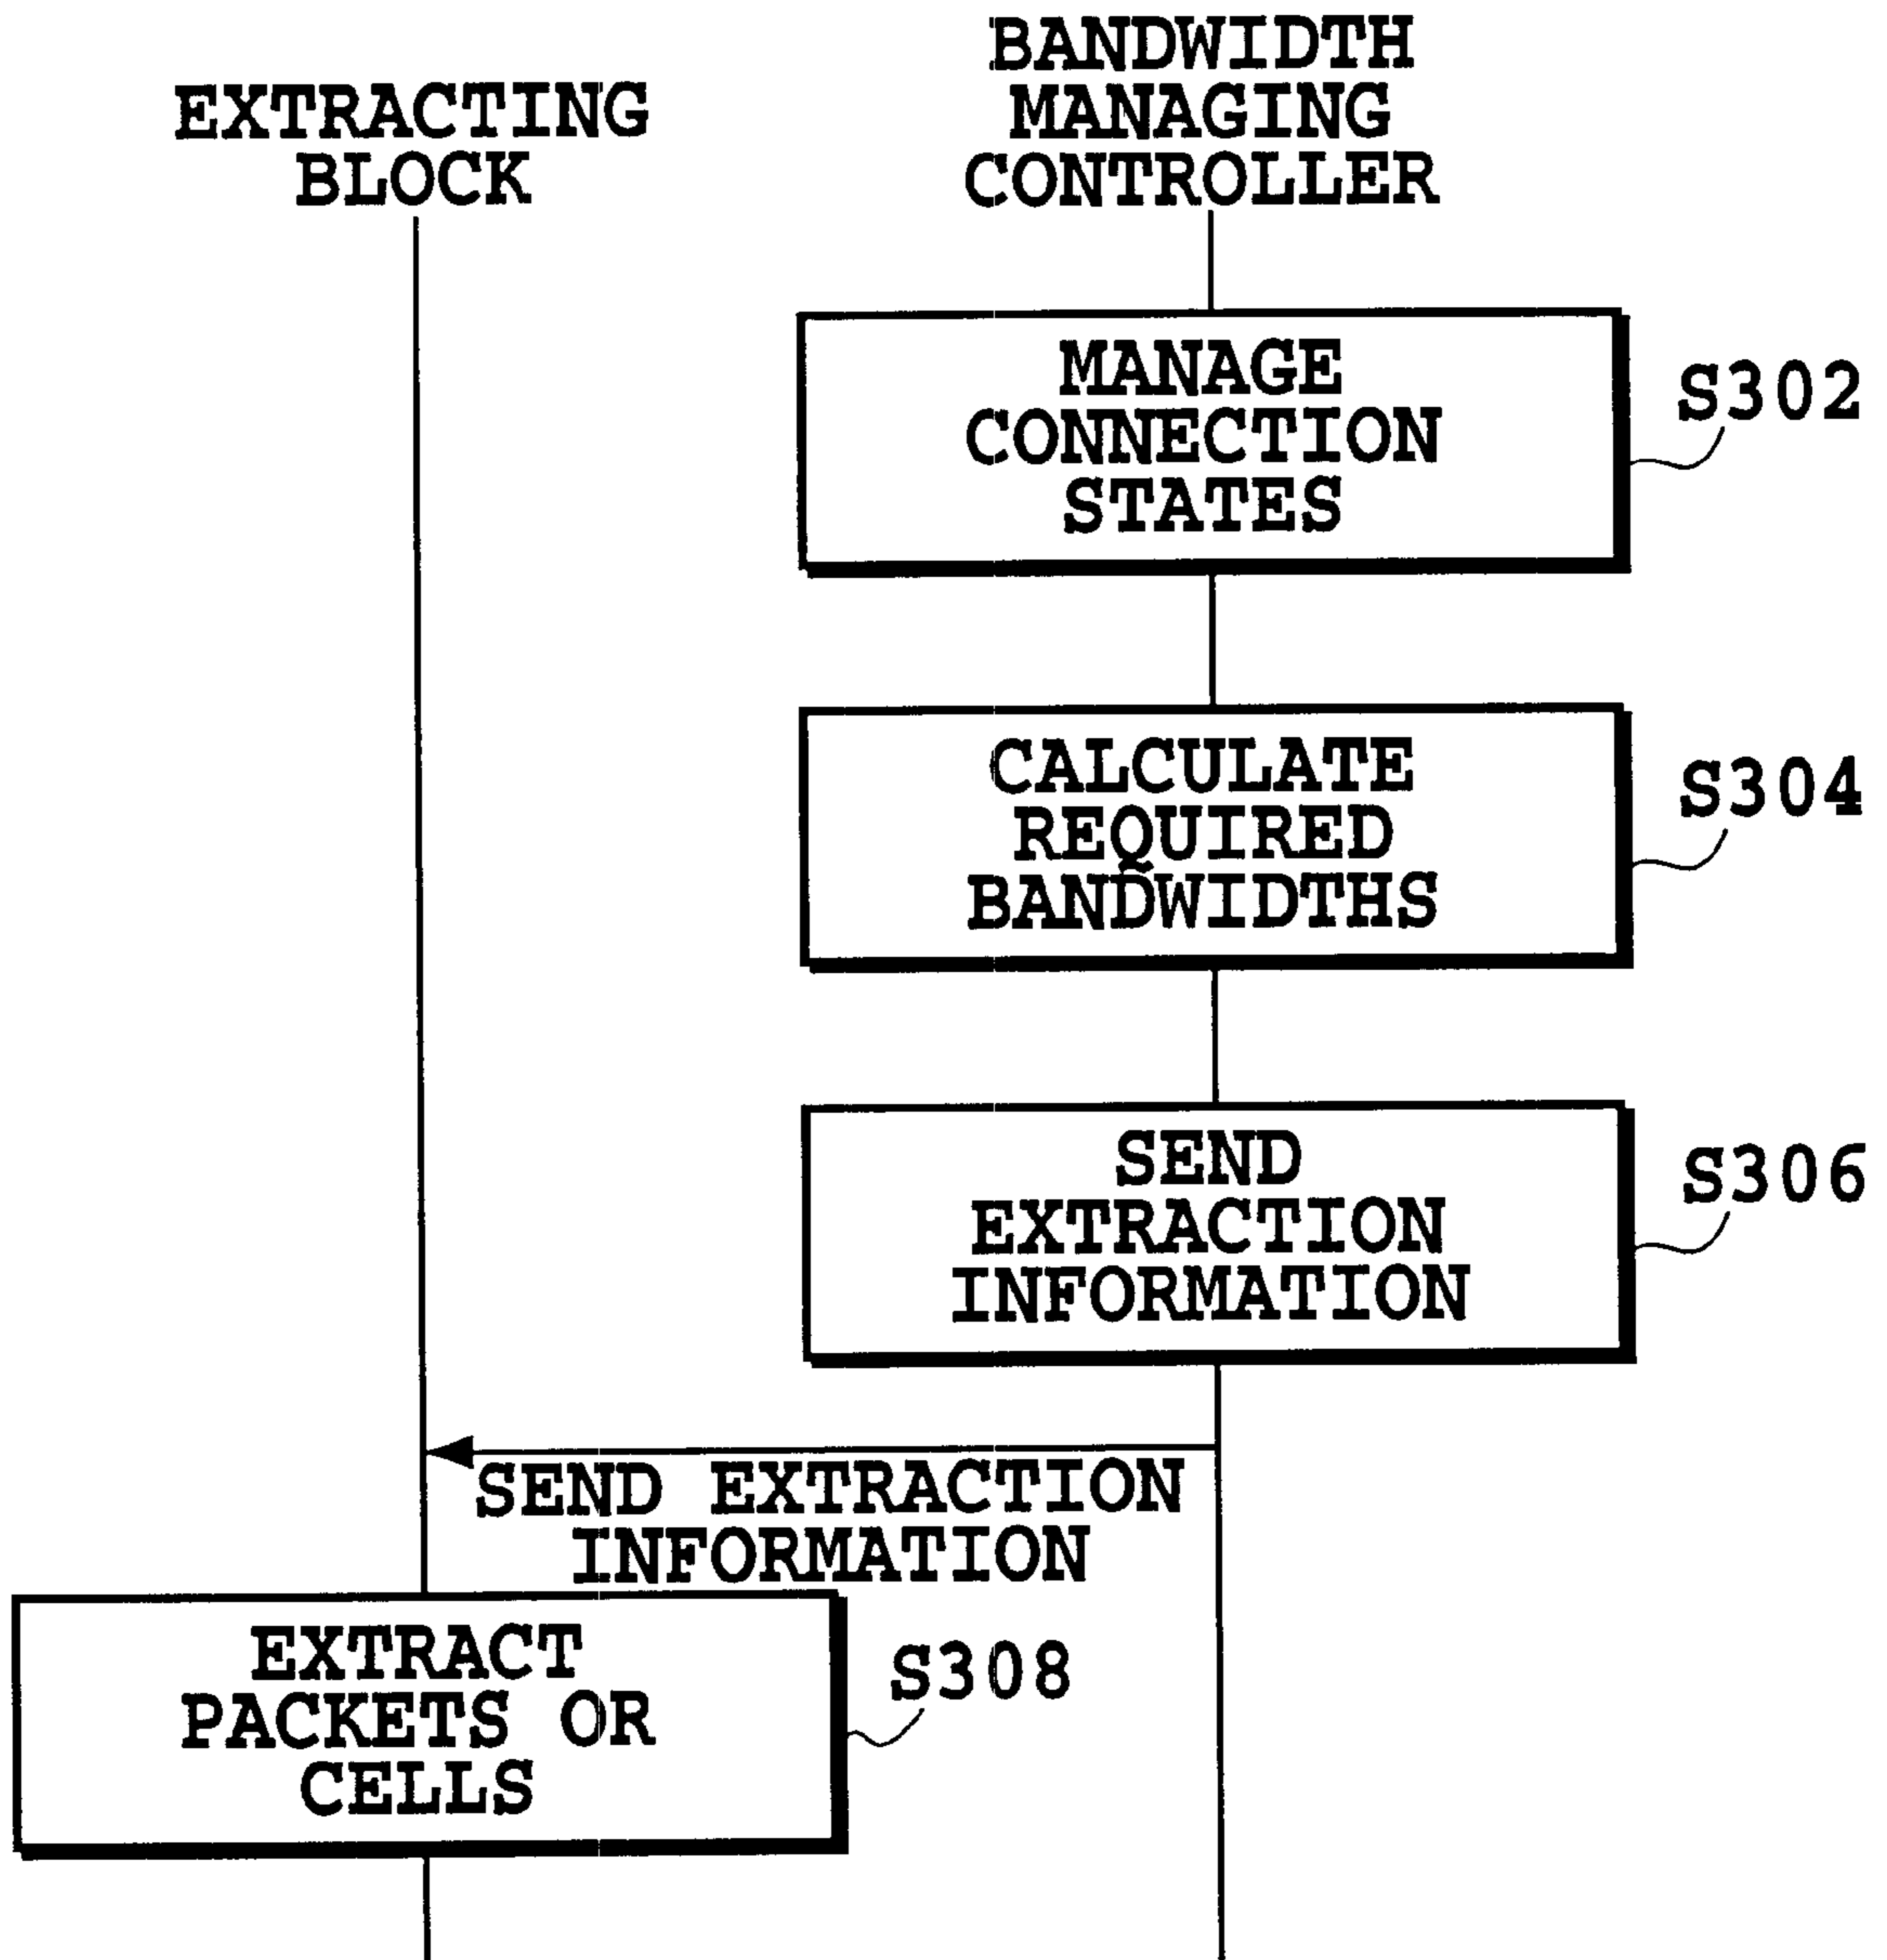 EXTRACTING
BLOCK
BANDWIDTH
MANAGING
CONTROLLER
MANAGE
CONNECTION
STATES
S302
CALCULATE
REQUIRED
BANDWIDTHS
S304
SEND
EXTRACTION
INFORMATION
S306
SEND EXTRACTION
INFORMATION
EXTRACT
PACKETS OR
CELLS
S308